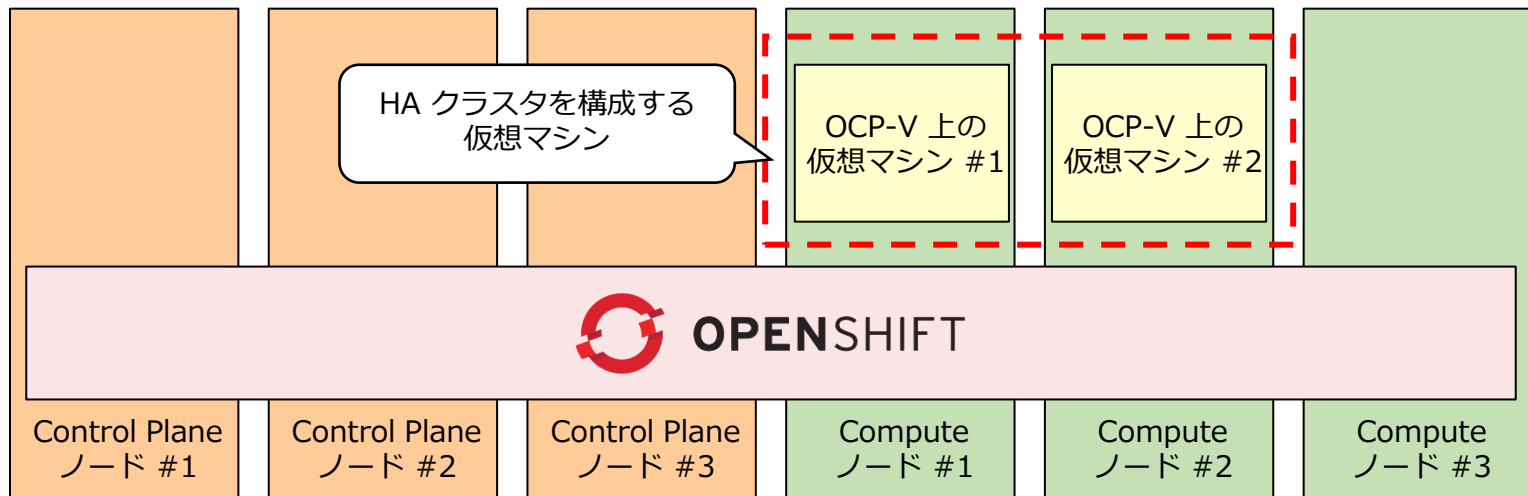 HA クラスタを構成する
仮想マシン
OCP-V 上の
仮想マシン #1
OCP-V 上の
仮想マシン #2
OPENSHIFT
Control Plane
ノード #1
Control Plane
ノード #2
Control Plane
ノード #3
Compute
ノード #1
Compute
ノード #2
Compute
ノード #3